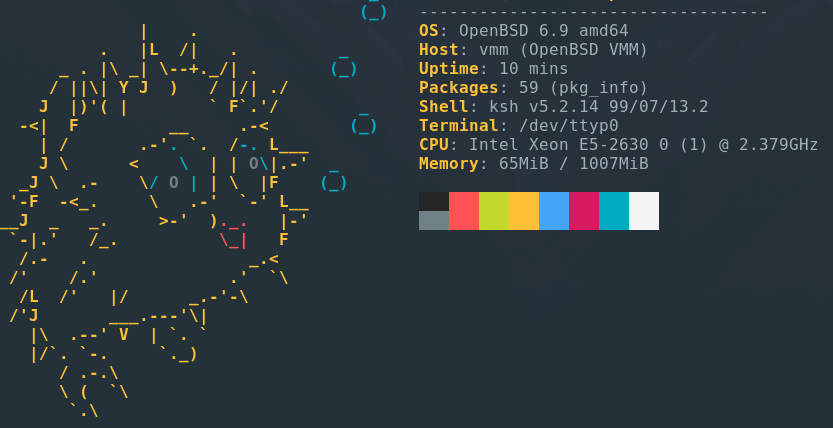 ---------------------------------
OS: OpenBSD 6.9 amd64
Host: vmm (OpenBSD VMM)
Uptime: 10 mins
Packages: 59 (pkg_info)
Shell: ksh v5.2.14 99/07/13.2
Terminal: /dev/ttyp0
CPU: Intel Xeon E5-2630 0 (1) @ 2.379GHz
Memory: 65MiB / 1007MiB